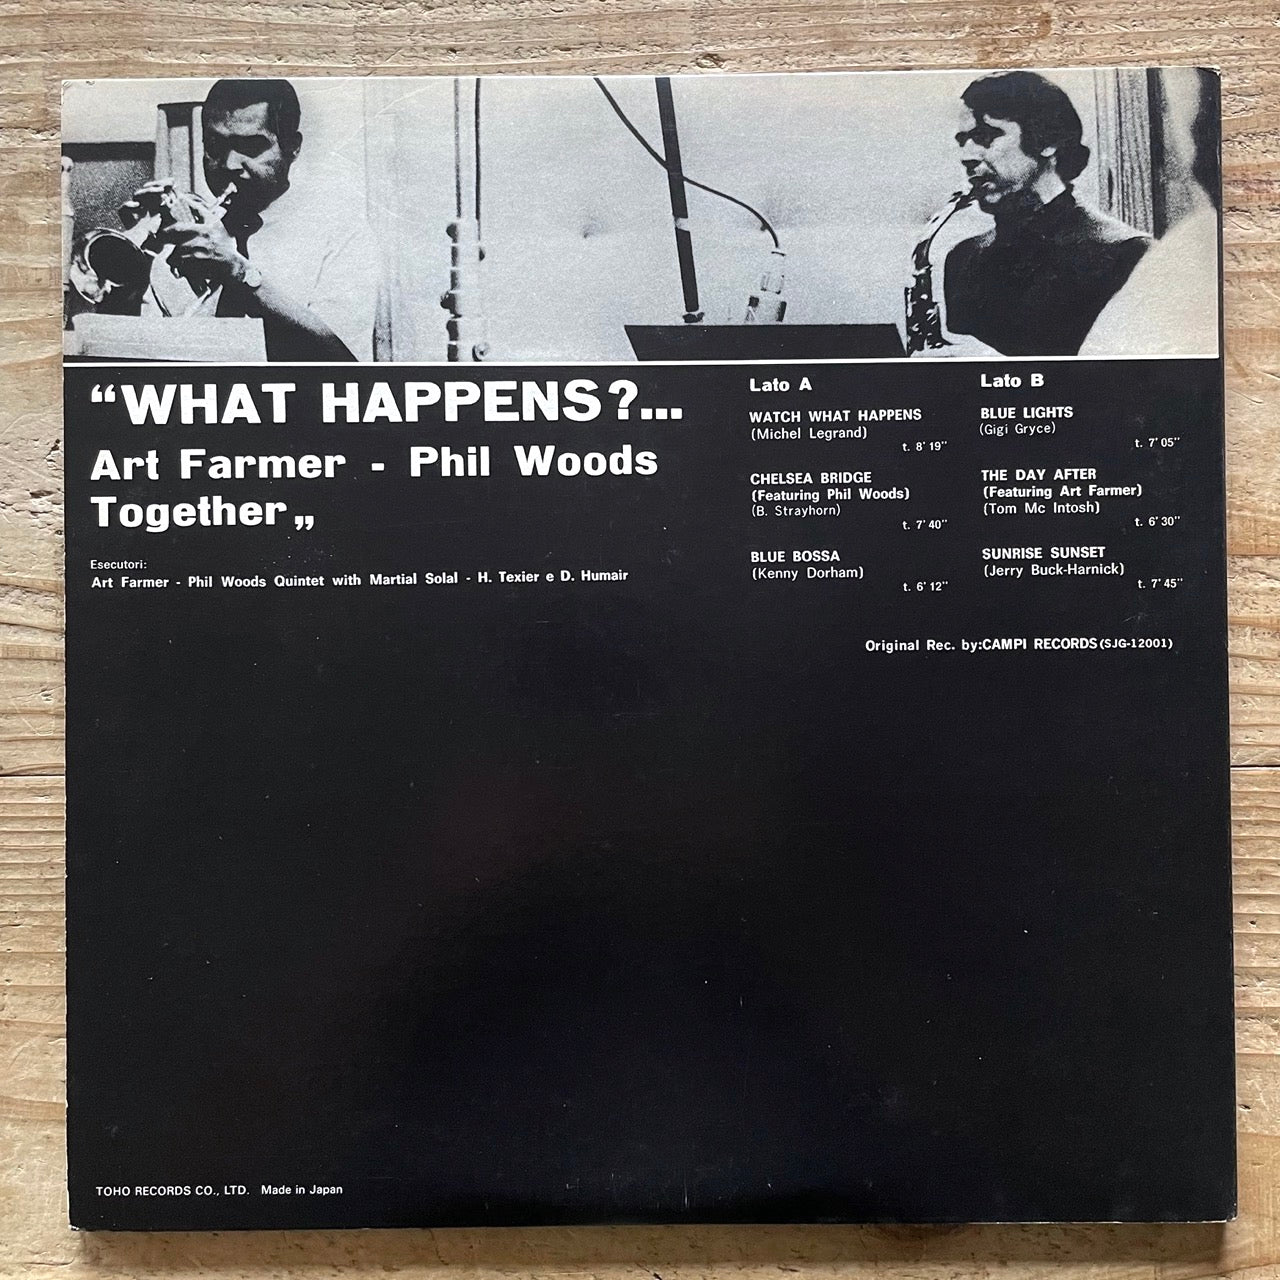 “WHAT HAPPENS?...
Art Farmer - Phil Woods
Together„
Esecutori:
Art Farmer - Phil Woods Quintet with Martial Solal - H. Texier e D. Humair
Lato A
WATCH WHAT HAPPENS
(Michel Legrand)
t. 8' 19"
CHELSEA BRIDGE
(Featuring Phil Woods)
(B. Strayhorn)
t. 7' 40"
BLUE BOSSA
(Kenny Dorham)
t. 6' 12"
Lato B
BLUE LIGHTS
(Gigi Gryce)
t. 7' 05"
THE DAY AFTER
(Featuring Art Farmer)
(Tom Mc Intosh)
t. 6' 30"
SUNRISE SUNSET
(Jerry Buck-Harnick)
t. 7' 45"
Original Rec. by:CAMPI RECORDS(SJG-12001)
TOHO RECORDS CO., LTD. Made in Japan